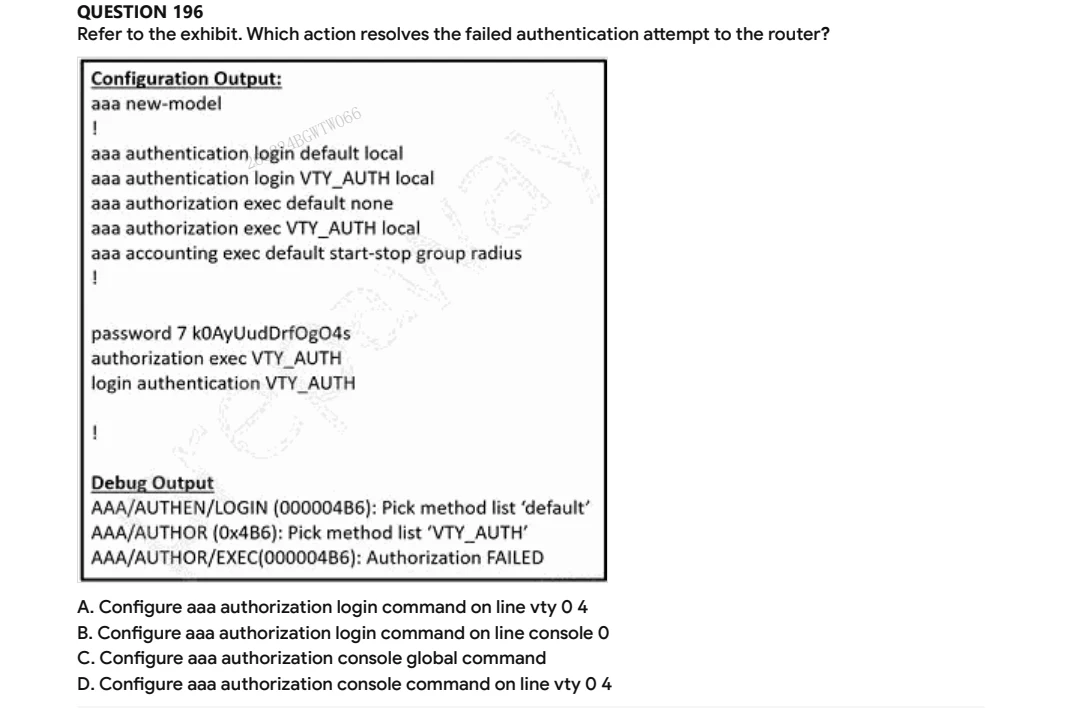 QUESTION 196
Refer to the exhibit. Which action resolves the failed authentication attempt to the router?
Configuration Output:
aaa new-model
!
aaa authentication login default local
aaa authentication login VTY_AUTH local
aaa authorization exec default none
aaa authorization exec VTY_AUTH local
aaa accounting exec default start-stop group radius
!
password 7 k0AyUudDrfOgO4s
authorization exec VTY_AUTH
login authentication VTY_AUTH
!
Debug Output
AAA/AUTHEN/LOGIN (000004B6): Pick method list ‘default’
AAA/AUTHOR (0x4B6): Pick method list ‘VTY_AUTH’
AAA/AUTHOR/EXEC(000004B6): Authorization FAILED
A. Configure aaa authorization login command on line vty 0 4
B. Configure aaa authorization login command on line console 0
C. Configure aaa authorization console global command
D. Configure aaa authorization console command on line vty 0 4